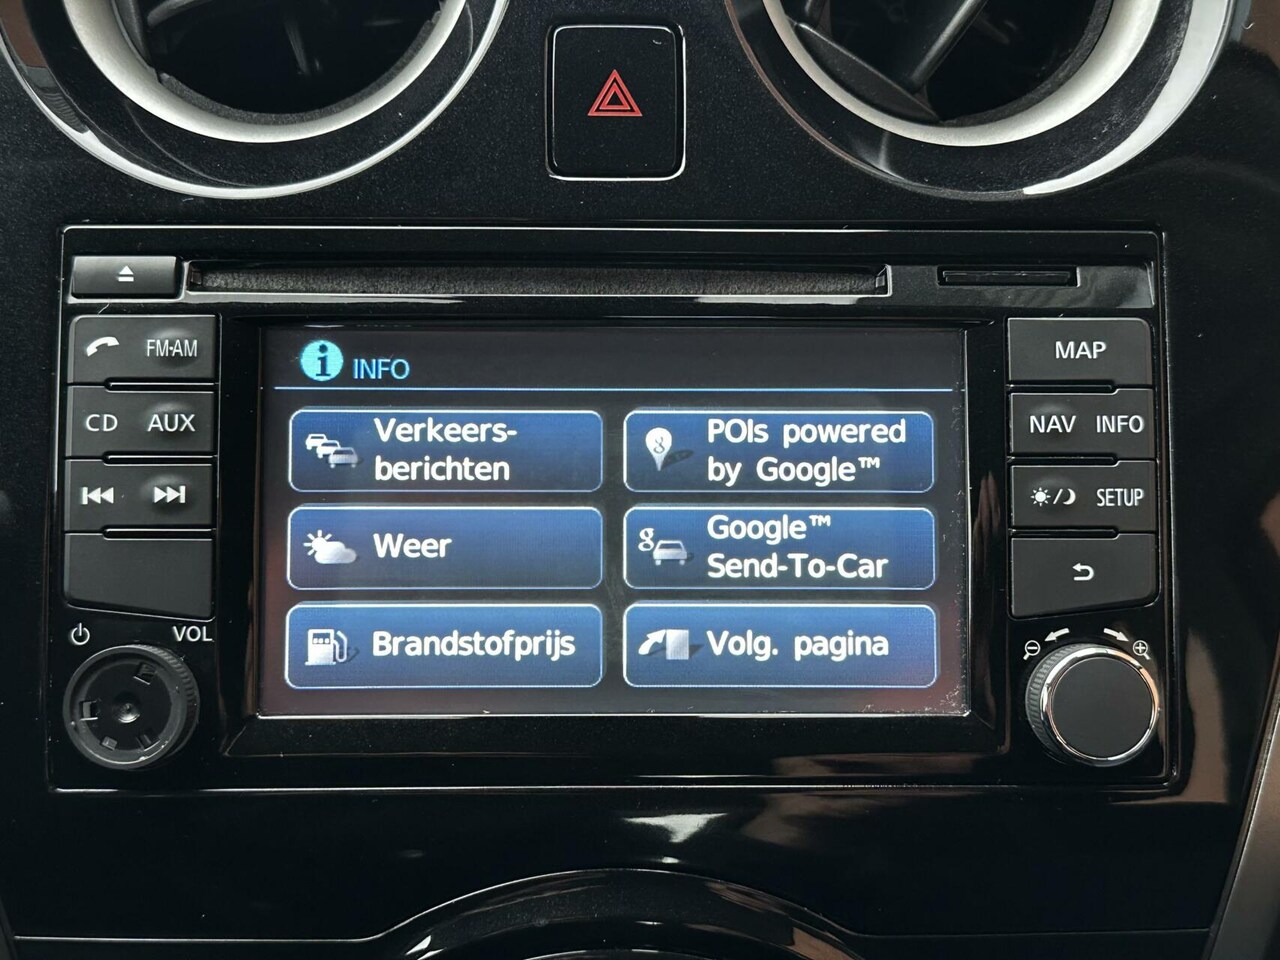 FM-AM
CD AUX
VOL
INFO
Verkeers-
berichten
POIs powered
by Google™
Weer
Google™
Send-To-Car
Brandstofprijs
Volg. pagina
MAP
NAV INFO
SETUP